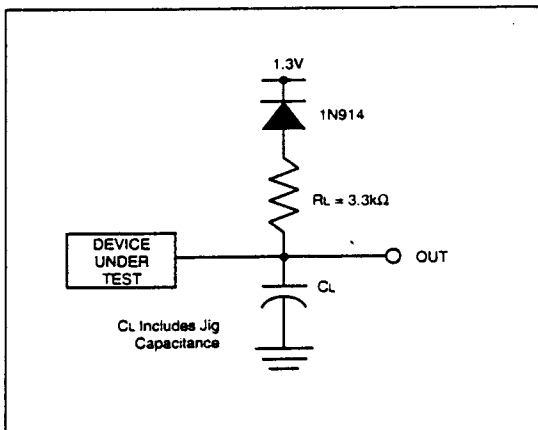 1.3V
1N914
RL = 3.3kΩ
DEVICE
UNDER
TEST
OUT
CL
CL Includes Jig
Capacitance